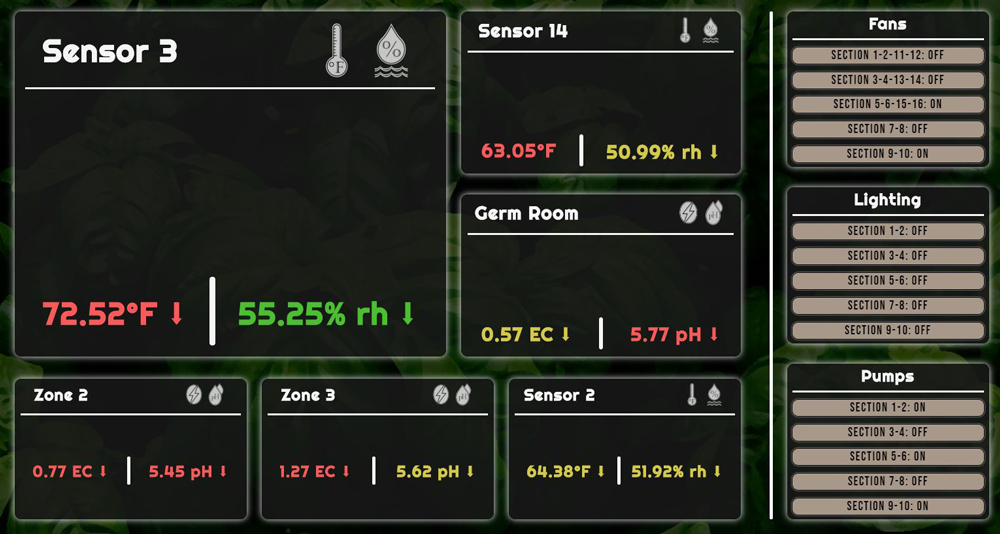 Sensor 3
°F
%
72.52°F ↓
55.25% rh ↓
Sensor 14
63.05°F
50.99% rh ↓
Germ Room
pH
0.57 EC ↓
5.77 pH ↓
Zone 2
pH
0.77 EC ↓
5.45 pH ↓
Zone 3
pH
1.27 EC ↓
5.62 pH ↓
Sensor 2
64.38°F ↓
51.92% rh ↓
Fans
SECTION 1-2-11-12: OFF
SECTION 3-4-13-14: OFF
SECTION 5-6-15-16: ON
SECTION 7-8: OFF
SECTION 9-10: ON
Lighting
SECTION 1-2: OFF
SECTION 3-4: OFF
SECTION 5-6: OFF
SECTION 7-8: OFF
SECTION 9-10: OFF
Pumps
SECTION 1-2: ON
SECTION 3-4: OFF
SECTION 5-6: ON
SECTION 7-8: OFF
SECTION 9-10: ON